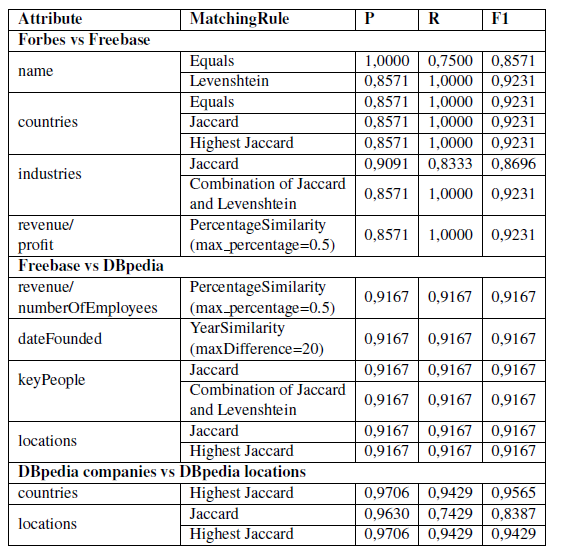 Attribute MatchingRule P R F1
Forbes vs Freebase
name Equals 1,0000 0,7500 0,8571
Levenshtein 0,8571 1,0000 0,9231
countries Equals 0,8571 1,0000 0,9231
Jaccard 0,8571 1,0000 0,9231
Highest Jaccard 0,8571 1,0000 0,9231
industries Jaccard 0,9091 0,8333 0,8696
Combination of Jaccard
and Levenshtein 0,8571 1,0000 0,9231
revenue/ PercentageSimilarity
profit (max_percentage=0.5) 0,8571 1,0000 0,9231
Freebase vs DBpedia
revenue/ PercentageSimilarity
numberOfEmployees (max_percentage=0.5) 0,9167 0,9167 0,9167
dateFounded YearSimilarity
(maxDifference=20) 0,9167 0,9167 0,9167
keyPeople Jaccard 0,9167 0,9167 0,9167
Combination of Jaccard
and Levenshtein 0,9167 0,9167 0,9167
locations Jaccard 0,9167 0,9167 0,9167
Highest Jaccard 0,9167 0,9167 0,9167
DBpedia companies vs DBpedia locations
countries Highest Jaccard 0,9706 0,9429 0,9565
locations Jaccard 0,9630 0,7429 0,8387
Highest Jaccard 0,9706 0,9429 0,9429